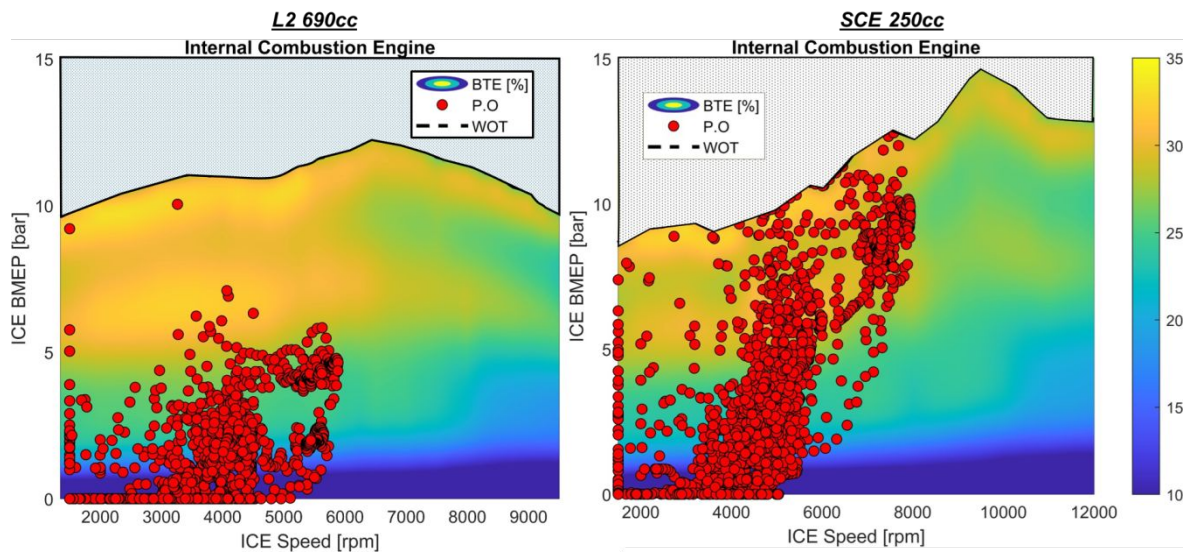 L2 690cc
Internal Combustion Engine
15
10
5
0
ICE BMEP [bar]
BTE [%]
P.O
WOT
2000 3000 4000 5000 6000 7000 8000 9000
ICE Speed [rpm]
SCE 250cc
Internal Combustion Engine
15
10
5
0
ICE BMEP [bar]
BTE [%]
P.O
WOT
2000 4000 6000 8000 10000 12000
ICE Speed [rpm]
35
30
25
20
15
10